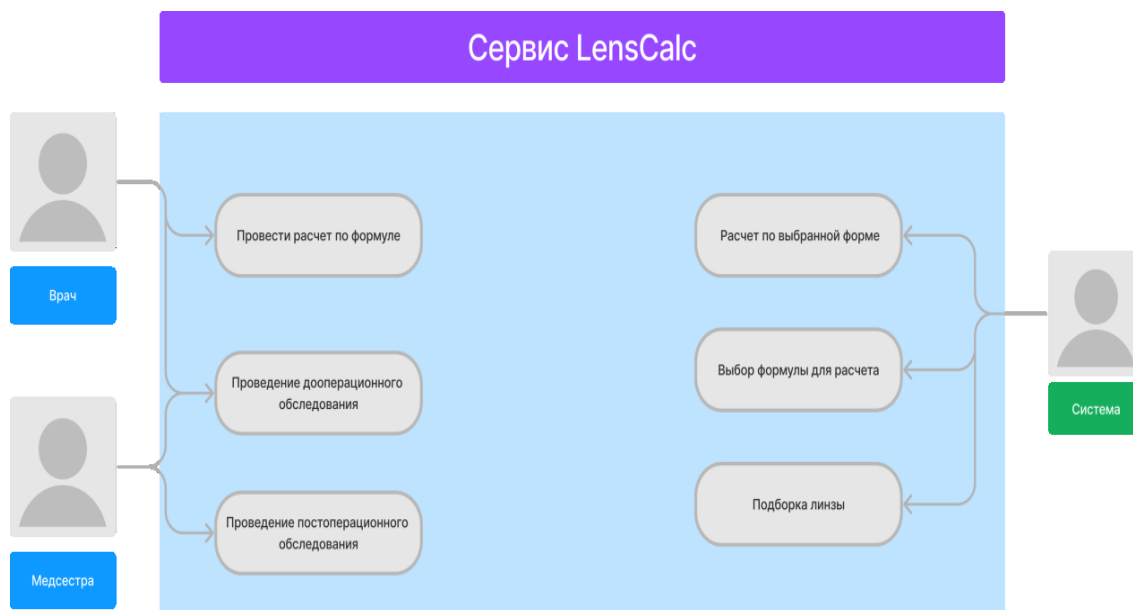 Сервис LensCalc
Врач
Провести расчет по формуле
Проведение дооперационного
обследования
Медсестра
Проведение постоперационного
обследования
Расчет по выбранной форме
Выбор формулы для расчета
Подборка линзы
Система